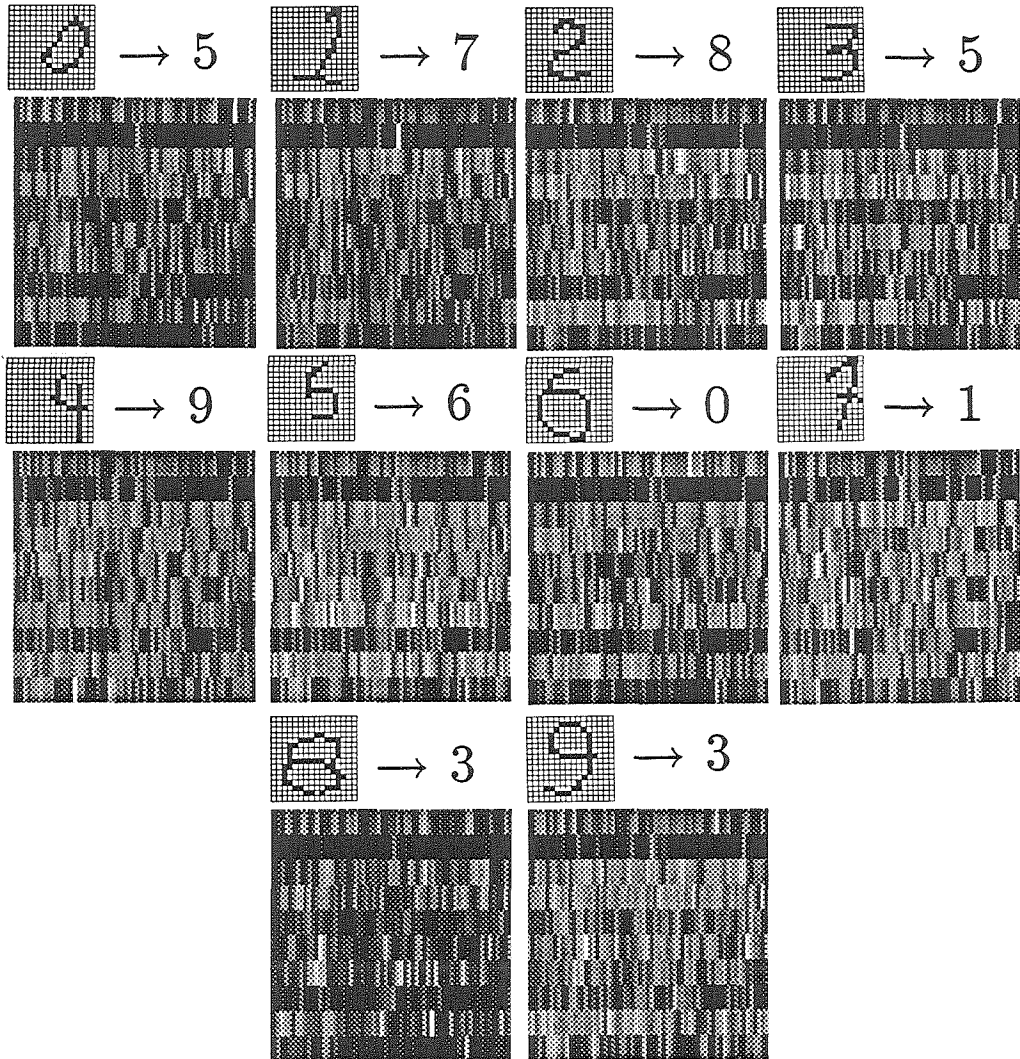 0 → 5 1 → 7 2 → 8 3 → 5
4 → 9 5 → 6 6 → 0 7 → 1
8 → 3 9 → 3